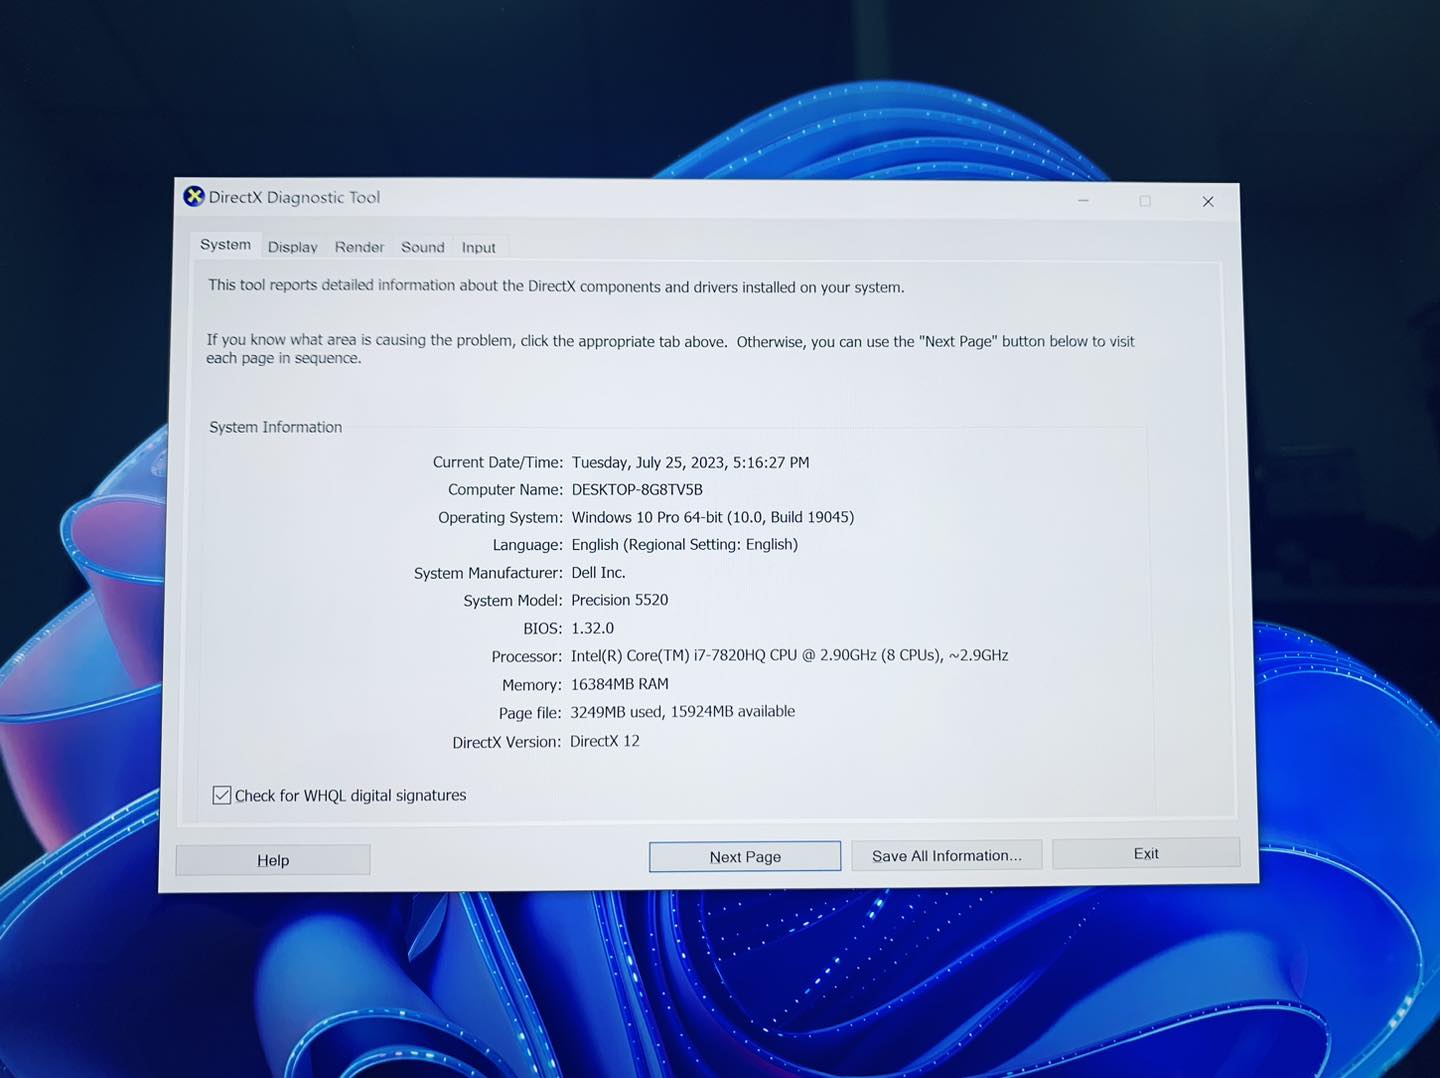 DirectX Diagnostic Tool
System Display Render Sound Input
This tool reports detailed information about the DirectX components and drivers installed on your system.
If you know what area is causing the problem, click the appropriate tab above. Otherwise, you can use the "Next Page" button below to visit
each page in sequence.
System Information
Current Date/Time: Tuesday, July 25, 2023, 5:16:27 PM
Computer Name: DESKTOP-8G8TV5B
Operating System: Windows 10 Pro 64-bit (10.0, Build 19045)
Language: English (Regional Setting: English)
System Manufacturer: Dell Inc.
System Model: Precision 5520
BIOS: 1.32.0
Processor: Intel(R) Core(TM) i7-7820HQ CPU @ 2.90GHz (8 CPUs), ~2.9GHz
Memory: 16384MB RAM
Page file: 3249MB used, 15924MB available
DirectX Version: DirectX 12
Check for WHQL digital signatures
Help Next Page Save All Information... Exit